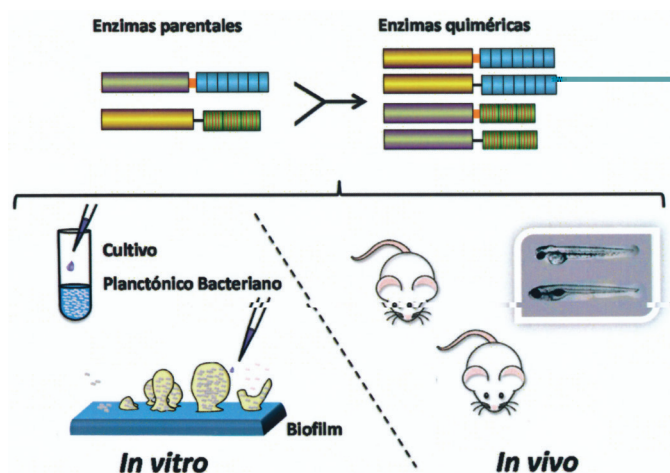 Enzimas parentales
Enzimas quiméricas
Cultivo
Planctónico Bacteriano
Biofilm
In vitro
In vivo